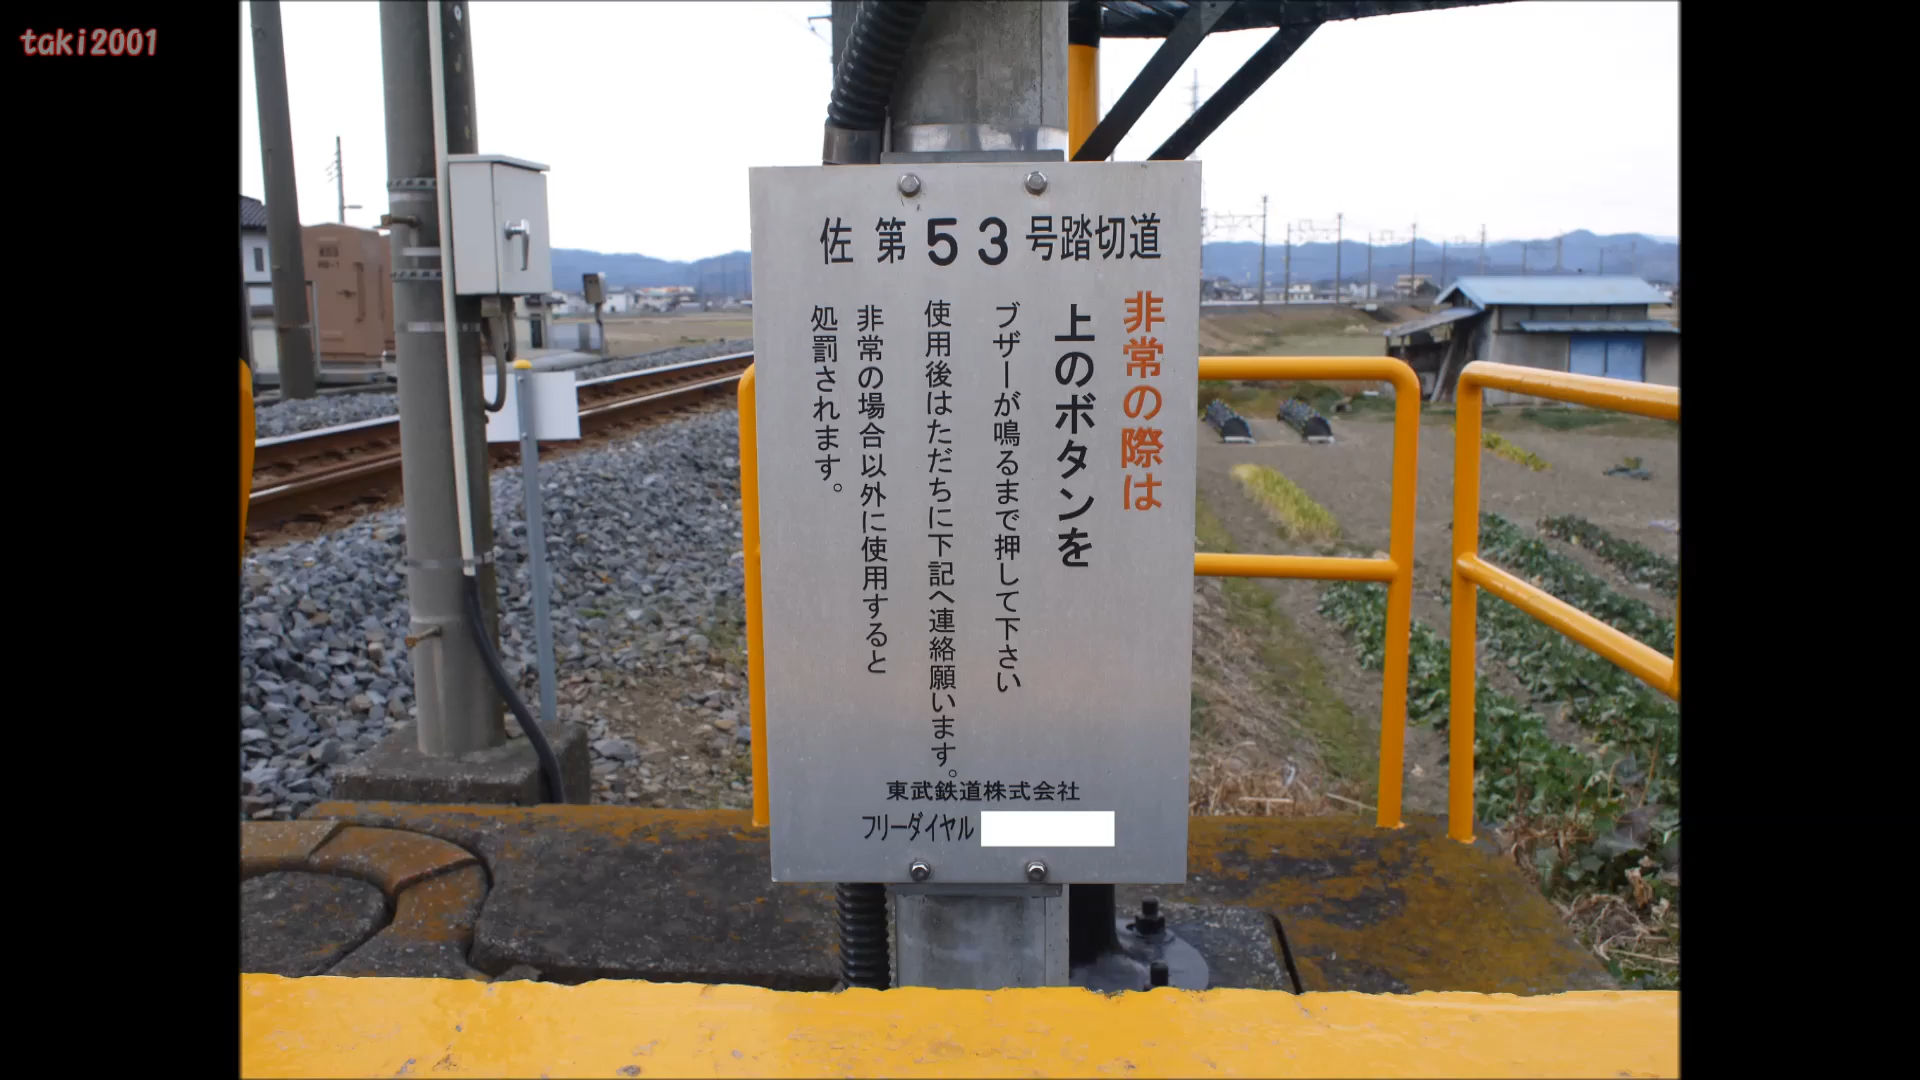 taki2001
佐 第53号踏切道
非常の際は
上のボタンを
ブザーが鳴るまで押して下さい
使用後はただちに下記へ連絡願います。
非常の場合以外に使用すると
処罰されます。
東武鉄道株式会社
フリーダイヤル